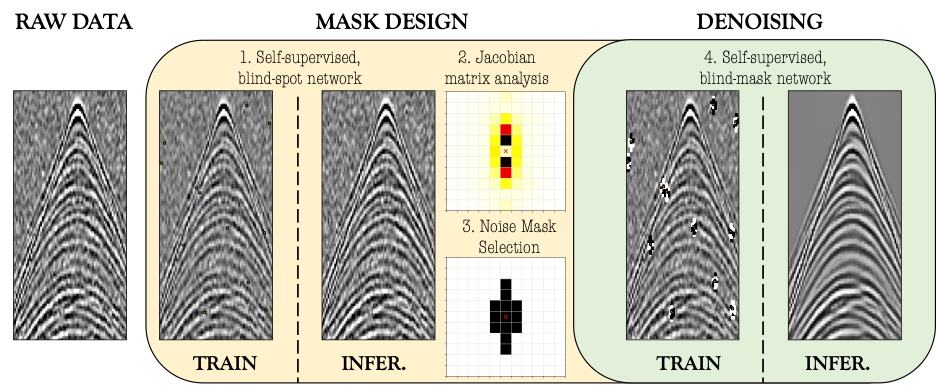 RAW DATA
MASK DESIGN
DENOISING
1. Self-supervised,
blind-spot network
2. Jacobian
matrix analysis
3. Noise Mask
Selection
4. Self-supervised,
blind-mask network
TRAIN
INFER.
TRAIN
INFER.